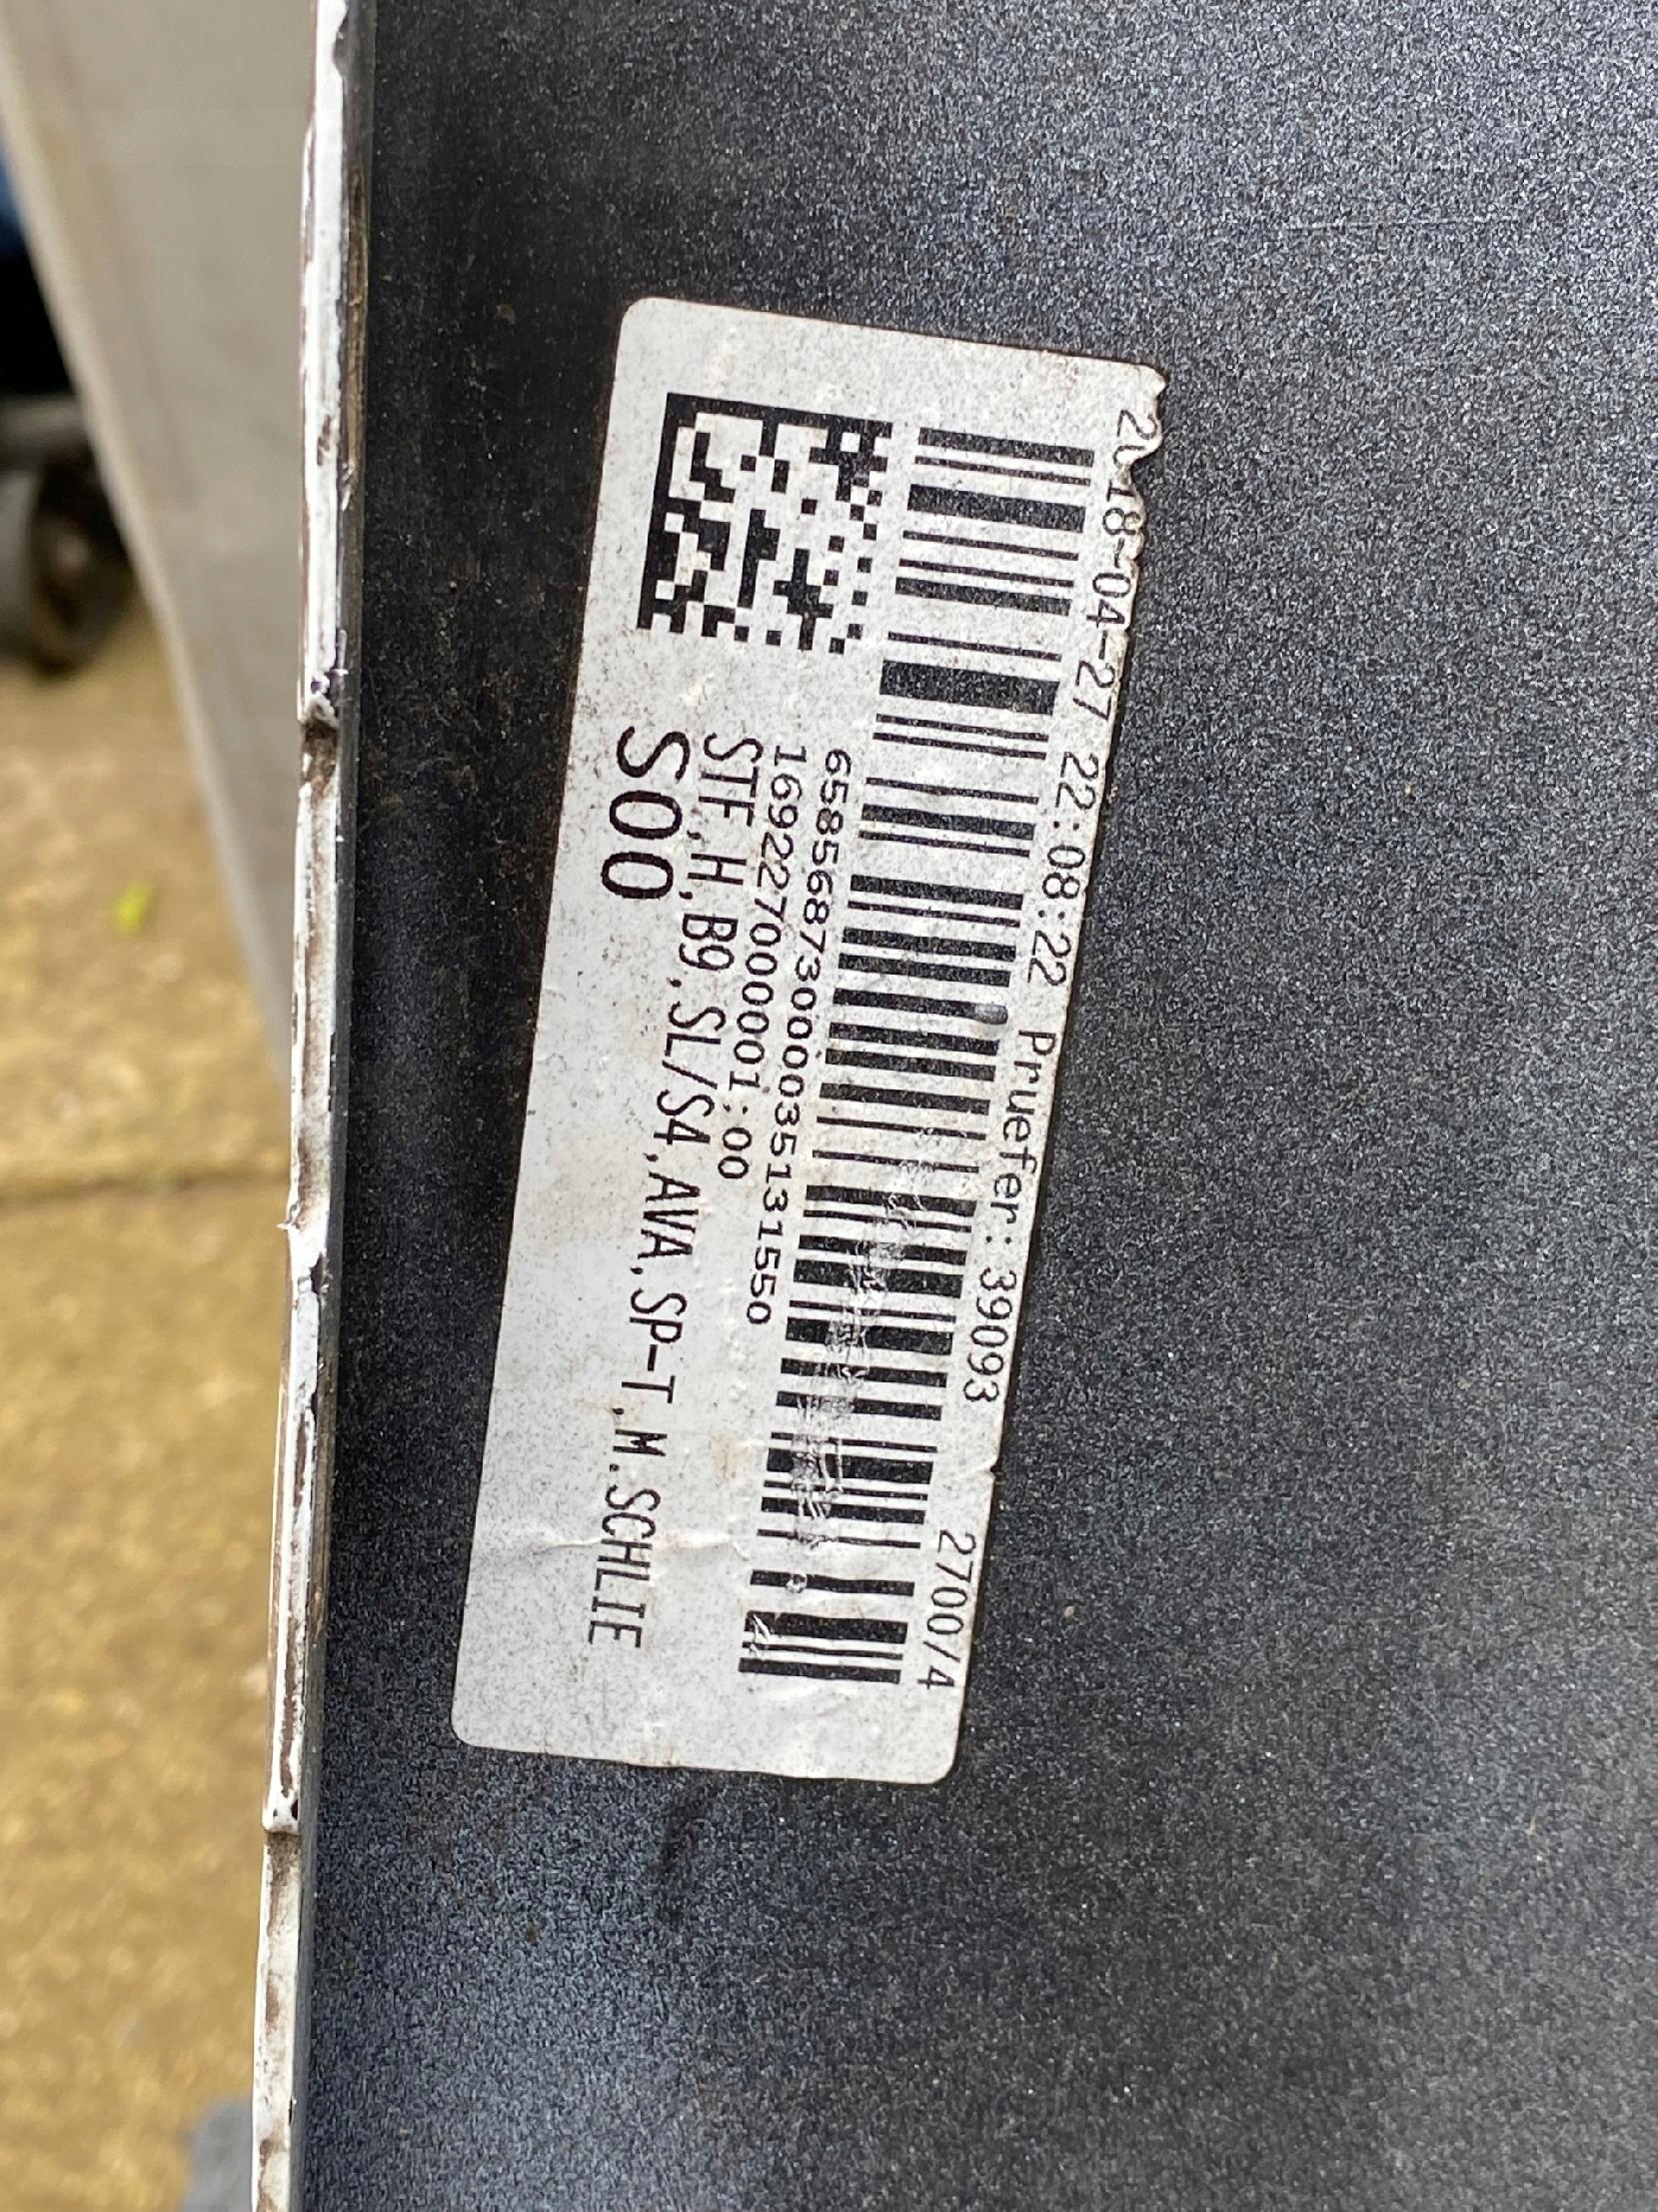 2018-04-27 22:08:22 Pruefer: 39093 2700/4
65856873000035131550
1692270000001:00
STF,H,B9,SL/S4,AVA,SP-T,M.SCHLIE
S00